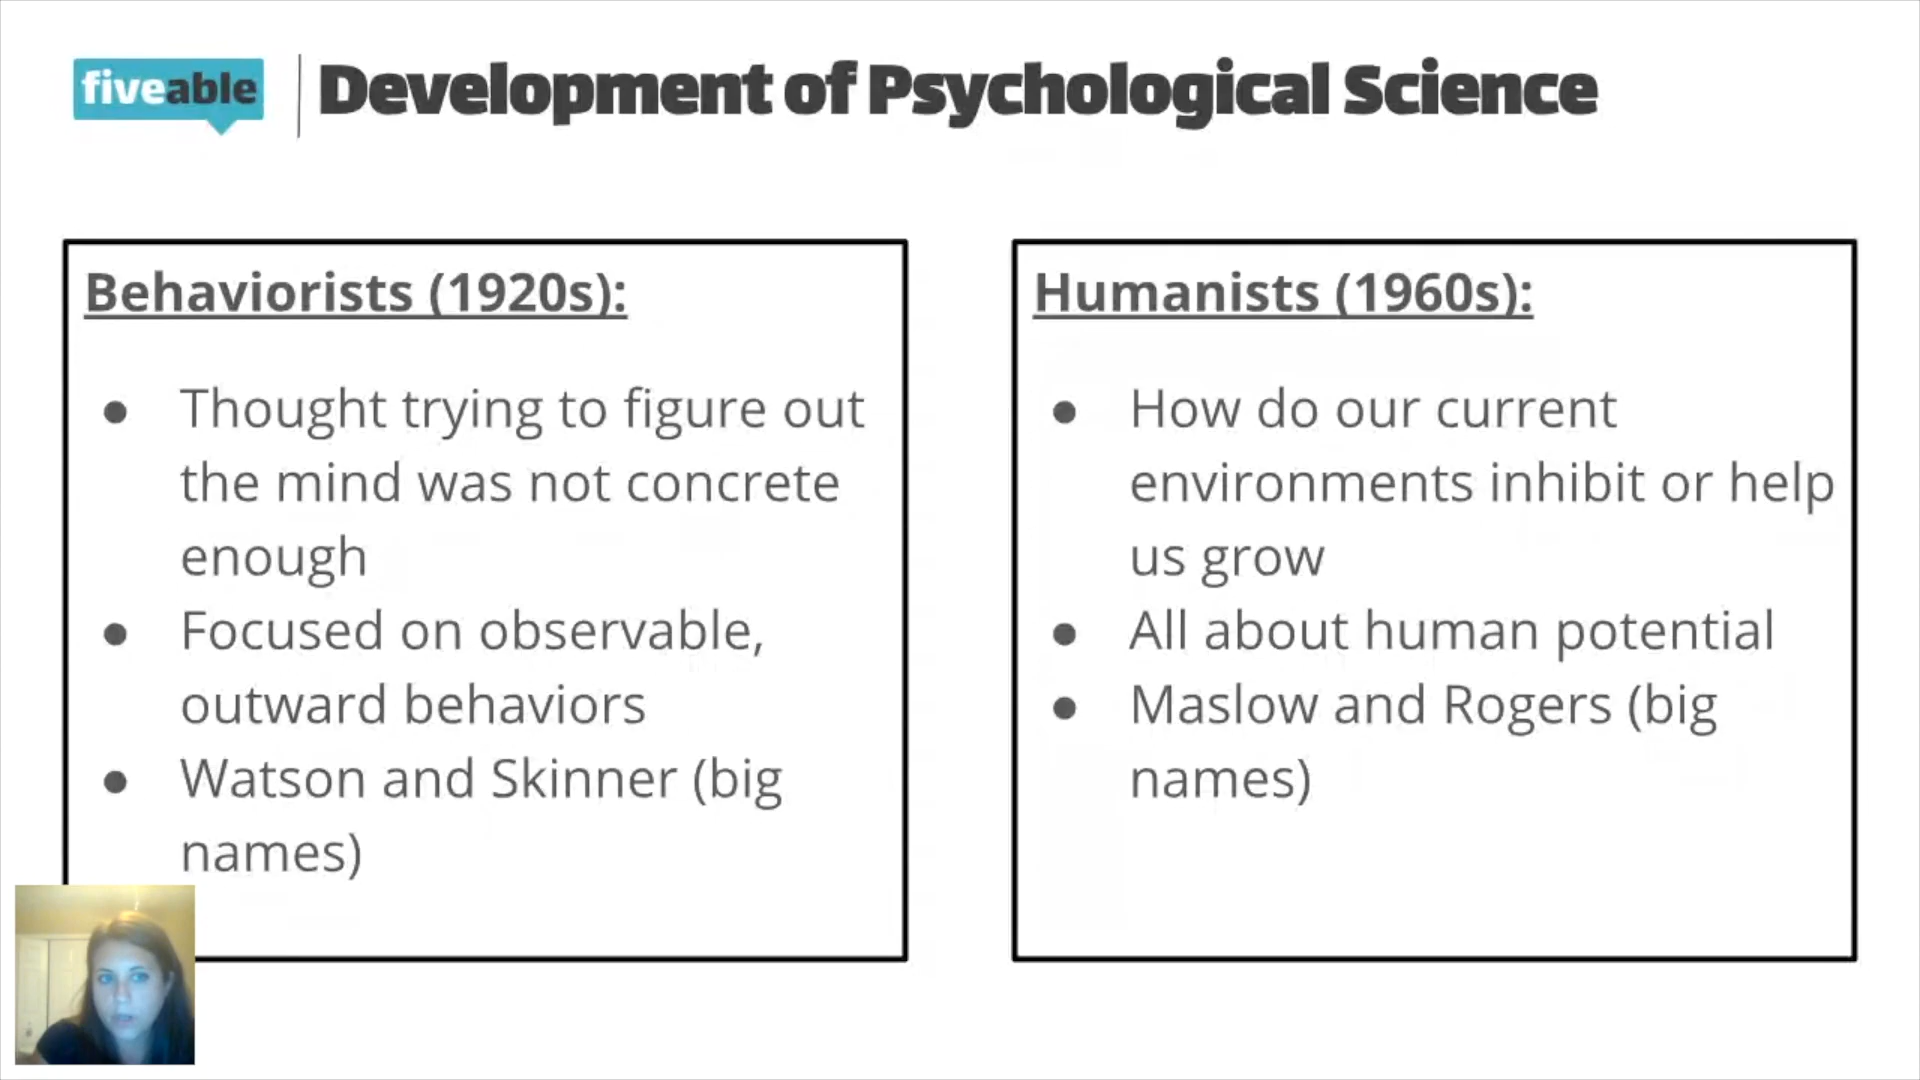 fiveable
Development of Psychological Science
Behaviorists (1920s):
● Thought trying to figure out
the mind was not concrete
enough
● Focused on observable,
outward behaviors
● Watson and Skinner (big
names)
Humanists (1960s):
● How do our current
environments inhibit or help
us grow
● All about human potential
● Maslow and Rogers (big
names)